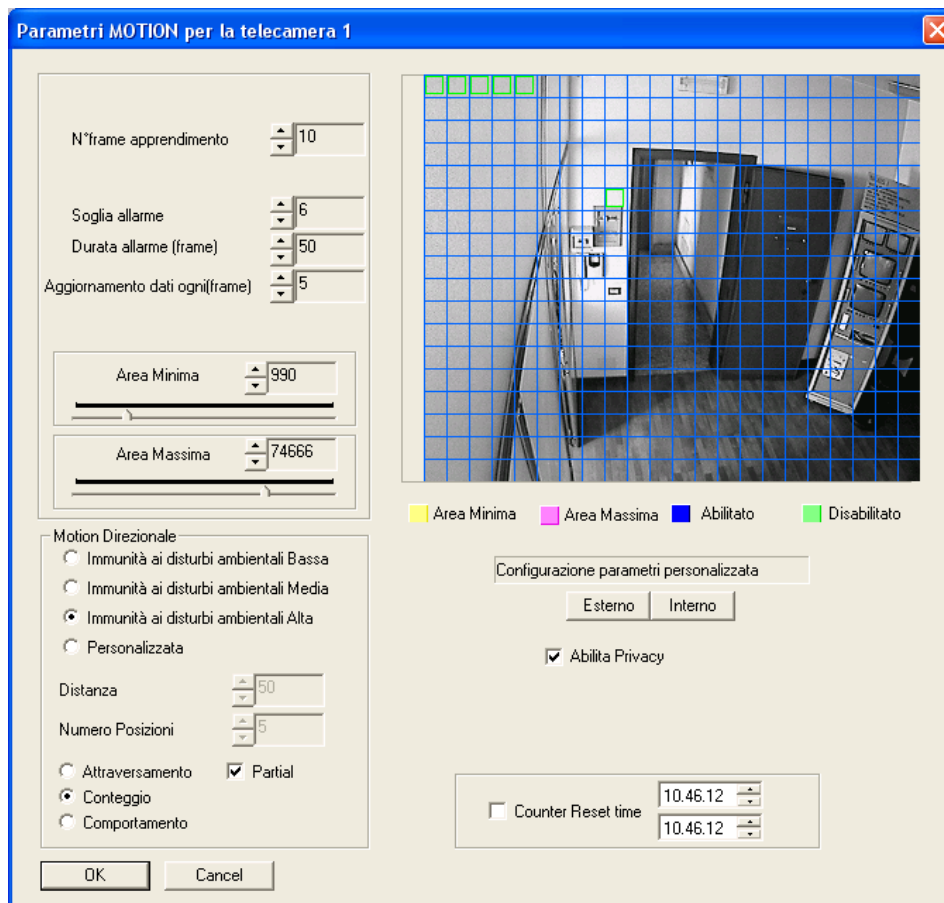 Parametri MOTION per la telecamera 1
N°frame apprendimento 10
Soglia allarme 6
Durata allarme (frame) 50
Aggiornamento dati ogni(frame) 5
Area Minima 990
Area Massima 74666
Area Minima Area Massima Abilitato Disabilitato
Motion Direzionale
Immunità ai disturbi ambientali Bassa
Immunità ai disturbi ambientali Media
Immunità ai disturbi ambientali Alta
Personalizzata
Distanza 50
Numero Posizioni 5
Attraversamento Partial
Conteggio
Comportamento
Configurazione parametri personalizzata
Esterno Interno
Abilita Privacy
Counter Reset time 10.46.12
10.46.12
OK Cancel